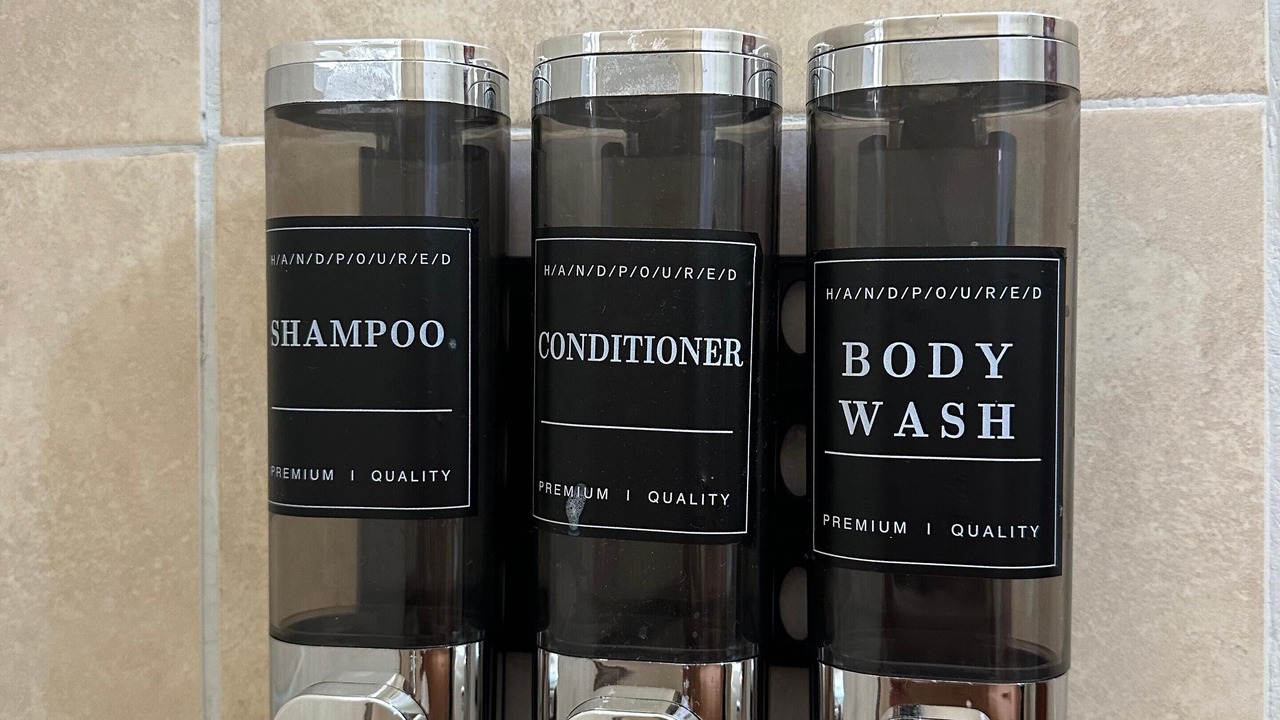 H/A/N/D/P/O/U/R/E/D
SHAMPOO
PREMIUM | QUALITY
H/A/N/D/P/O/U/R/E/D
CONDITIONER
PREMIUM | QUALITY
H/A/N/D/P/O/U/R/E/D
BODY
WASH
PREMIUM | QUALITY